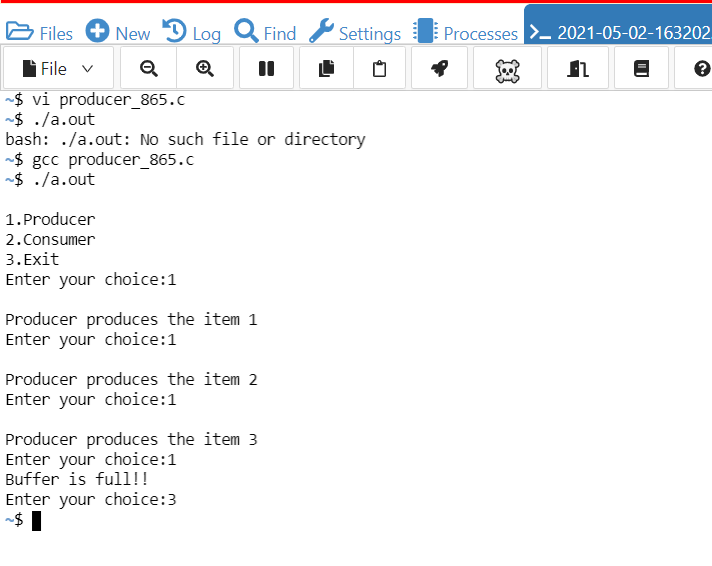 Files New Log Find Settings Processes 2021-05-02-163202
File
~$ vi producer_865.c
~$ ./a.out
bash: ./a.out: No such file or directory
~$ gcc producer_865.c
~$ ./a.out
1.Producer
2.Consumer
3.Exit
Enter your choice:1
Producer produces the item 1
Enter your choice:1
Producer produces the item 2
Enter your choice:1
Producer produces the item 3
Enter your choice:1
Buffer is full!!
Enter your choice:3
~$